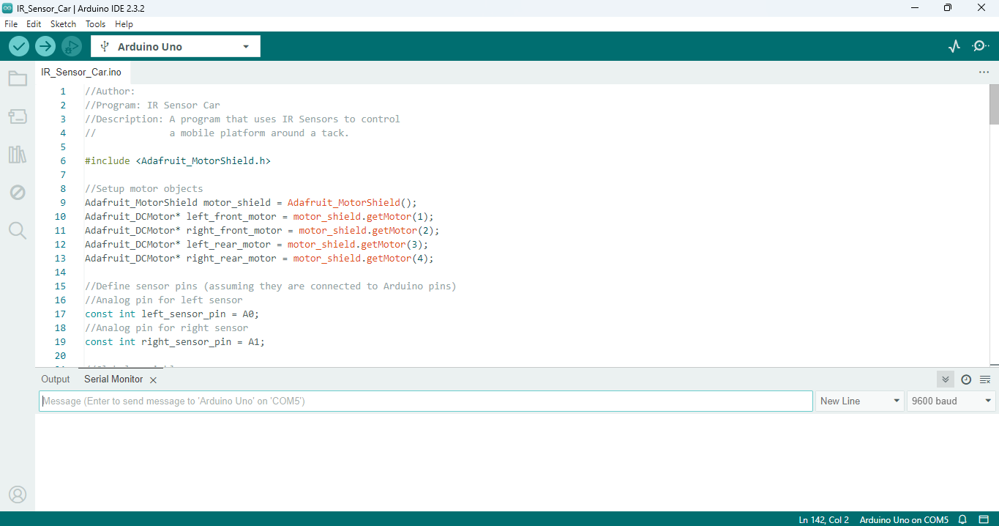 IR_Sensor_Car | Arduino IDE 2.3.2
File Edit Sketch Tools Help
Arduino Uno
IR_Sensor_Car.ino
1 //Author:
2 //Program: IR Sensor Car
3 //Description: A program that uses IR Sensors to control
4 //             a mobile platform around a tack.
5
6 #include <Adafruit_MotorShield.h>
7
8 //Setup motor objects
9 Adafruit_MotorShield motor_shield = Adafruit_MotorShield();
10 Adafruit_DCMotor* left_front_motor = motor_shield.getMotor(1);
11 Adafruit_DCMotor* right_front_motor = motor_shield.getMotor(2);
12 Adafruit_DCMotor* left_rear_motor = motor_shield.getMotor(3);
13 Adafruit_DCMotor* right_rear_motor = motor_shield.getMotor(4);
14
15 //Define sensor pins (assuming they are connected to Arduino pins)
16 //Analog pin for left sensor
17 const int left_sensor_pin = A0;
18 //Analog pin for right sensor
19 const int right_sensor_pin = A1;
20
Output Serial Monitor
Message (Enter to send message to 'Arduino Uno' on 'COM5')
New Line
9600 baud
Ln 142, Col 2 Arduino Uno on COM5